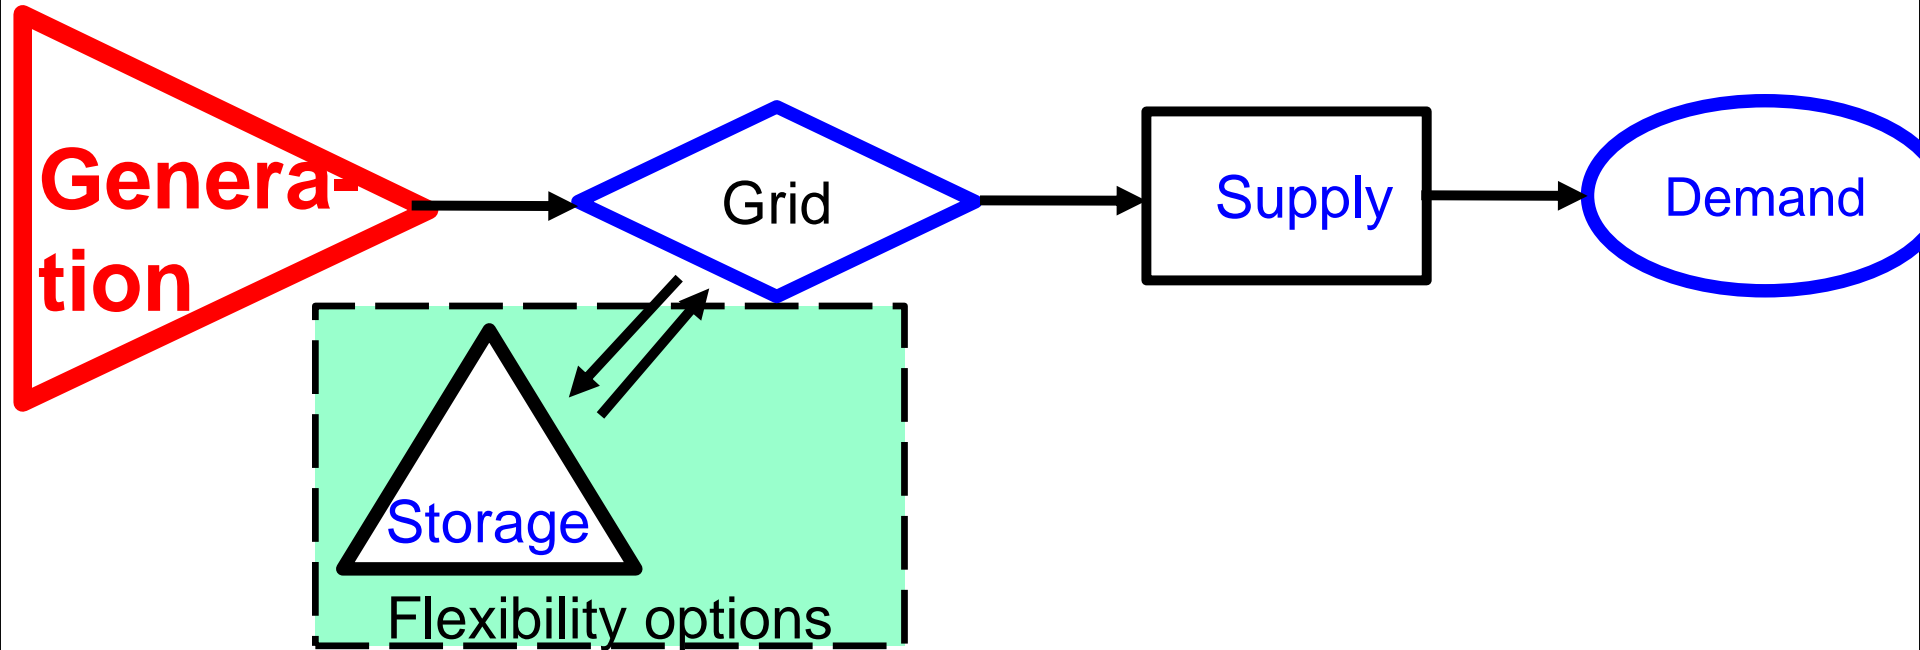 Genera-
tion
Grid
Supply
Demand
Storage
Flexibility options